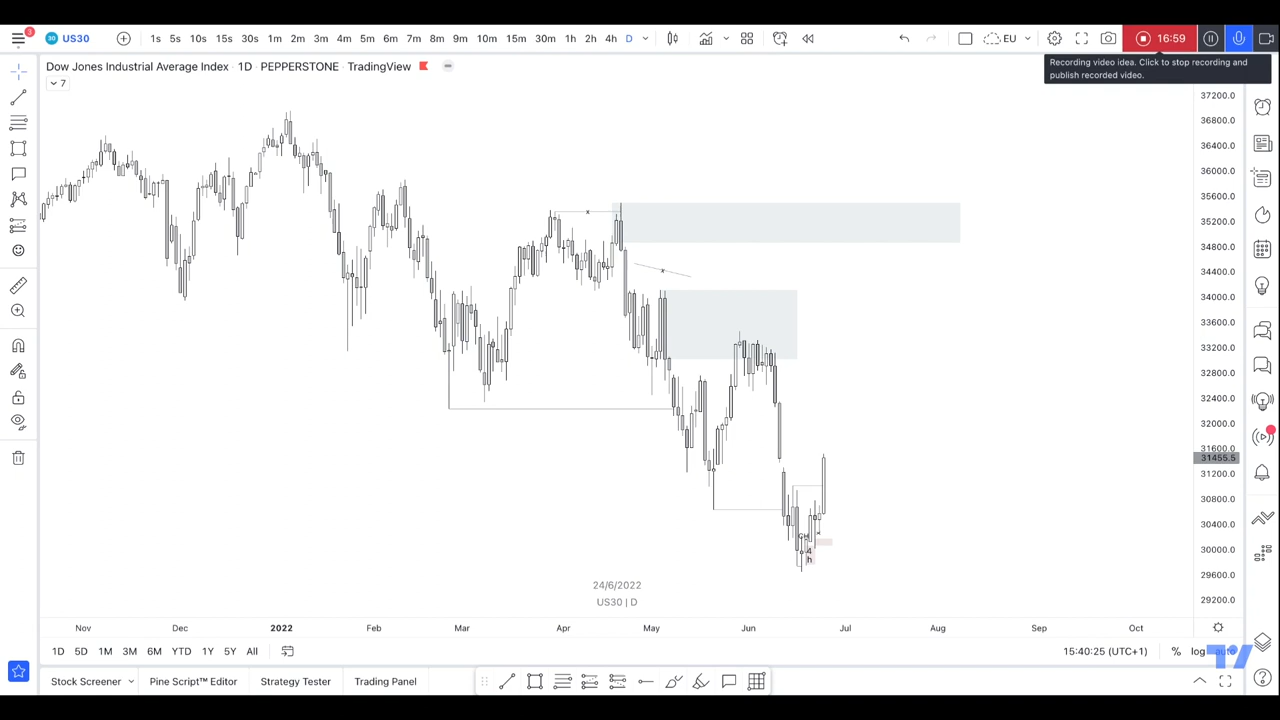 3
30 US30 1s 5s 10s 15s 30s 1m 2m 3m 4m 5m 6m 7m 8m 9m 10m 15m 30m 1h 2h 4h D EU 16:59
Dow Jones Industrial Average Index · 1D · PEPPERSTONE · TradingView
Recording video idea. Click to stop recording and
publish recorded video.
7
37200.0
36800.0
36400.0
36000.0
35600.0
35200.0
34800.0
34400.0
34000.0
33600.0
33200.0
32800.0
32400.0
32000.0
31600.0
31455.5
31200.0
30800.0
30400.0
30000.0
29600.0
29200.0
x
x
x
4
h
24/6/2022
US30 | D
Nov Dec 2022 Feb Mar Apr May Jun Jul Aug Sep Oct
1D 5D 1M 3M 6M YTD 1Y 5Y All 15:40:25 (UTC+1) % log auto
Stock Screener Pine Script™ Editor Strategy Tester Trading Panel